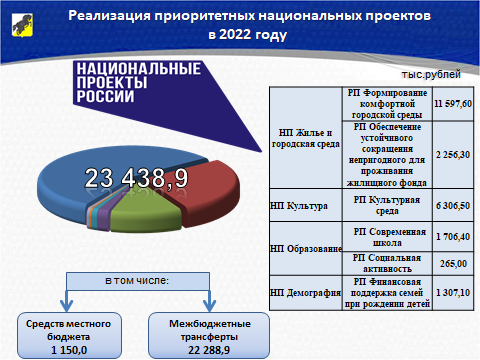 Реализация приоритетных национальных проектов
в 2022 году
НАЦИОНАЛЬНЫЕ
ПРОЕКТЫ
РОССИИ
тыс.рублей
23 438,9
НП Жилье и
городская среда
РП Формирование
комфортной
городской среды
11 597,60
РП Обеспечение
устойчивого
сокращения
непригодного для
проживания
жилищного фонда
2 256,30
НП Культура
РП Культурная
среда
6 306,50
НП Образование
РП Современная
школа
1 706,40
РП Социальная
активность
265,00
НП Демография
РП Финансовая
поддержка семей
при рождении детей
1 307,10
в том числе:
Средств местного
бюджета
1 150,0
Межбюджетные
трансферты
22 288,9